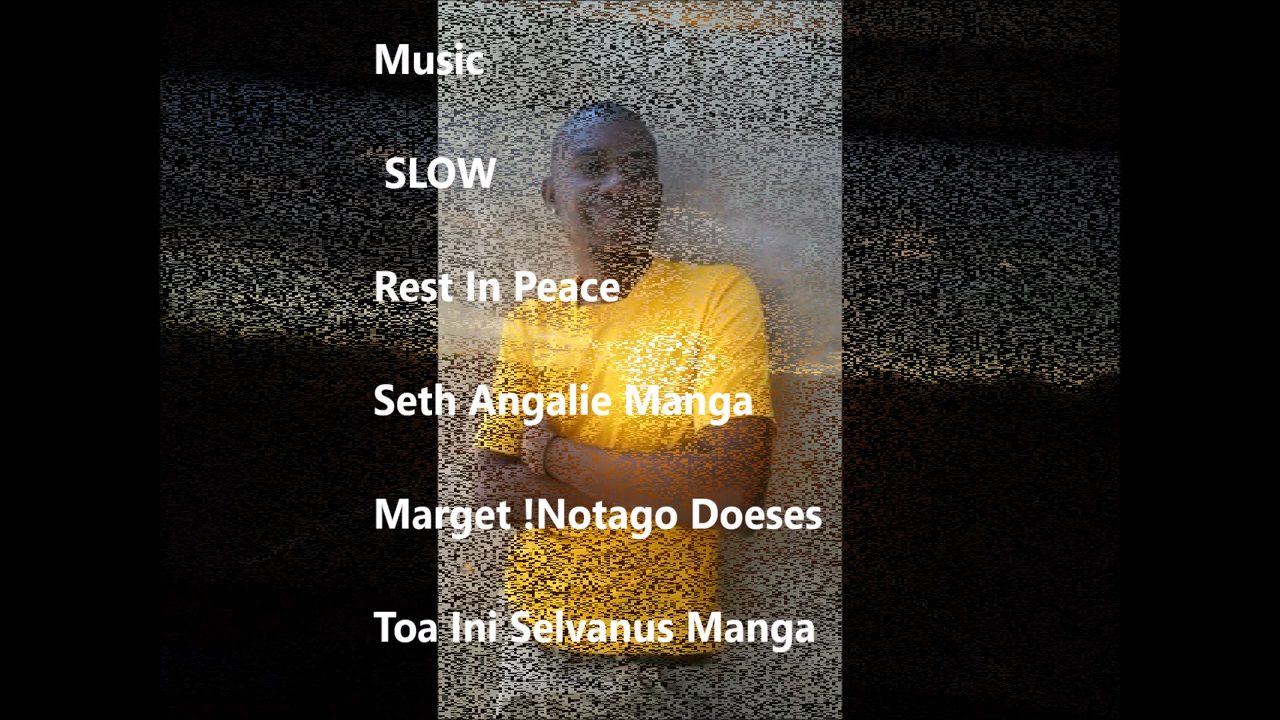 Music
SLOW
Rest In Peace
Seth Angalie Manga
Marget !Notago Doeses
Toa Ini Selvanus Manga